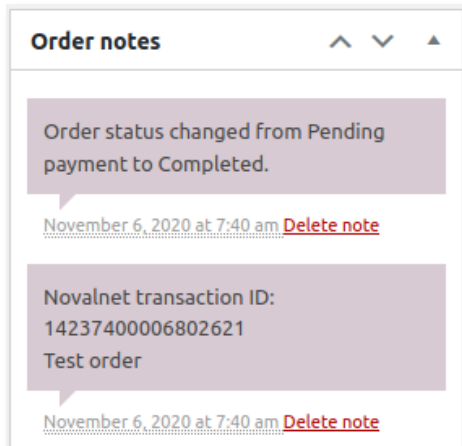 Order notes
Order status changed from Pending
payment to Completed.
November 6, 2020 at 7:40 am Delete note
Novalnet transaction ID:
14237400006802621
Test order
November 6, 2020 at 7:40 am Delete note